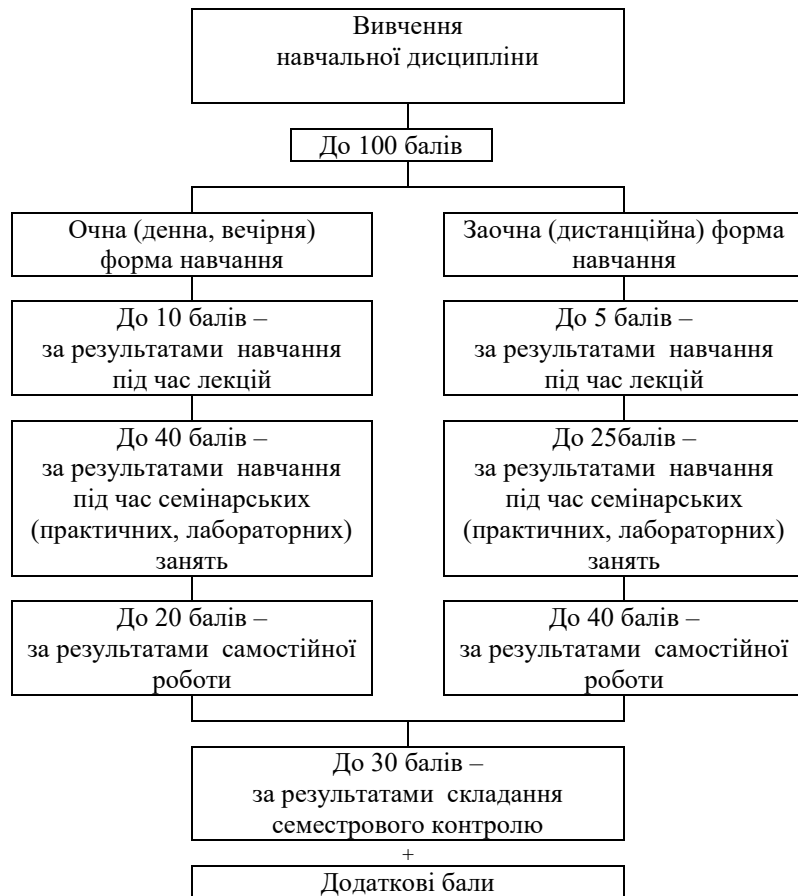 Вивчення
навчальної дисципліни
До 100 балів
Очна (денна, вечірня)
форма навчання
Заочна (дистанційна) форма
навчання
До 10 балів –
за результатами навчання
під час лекцій
До 5 балів –
за результатами навчання
під час лекцій
До 40 балів –
за результатами навчання
під час семінарських
(практичних, лабораторних)
занять
До 25балів –
за результатами навчання
під час семінарських
(практичних, лабораторних)
занять
До 20 балів –
за результатами самостійної
роботи
До 40 балів –
за результатами самостійної
роботи
До 30 балів –
за результатами складання
семестрового контролю
+
Додаткові бали